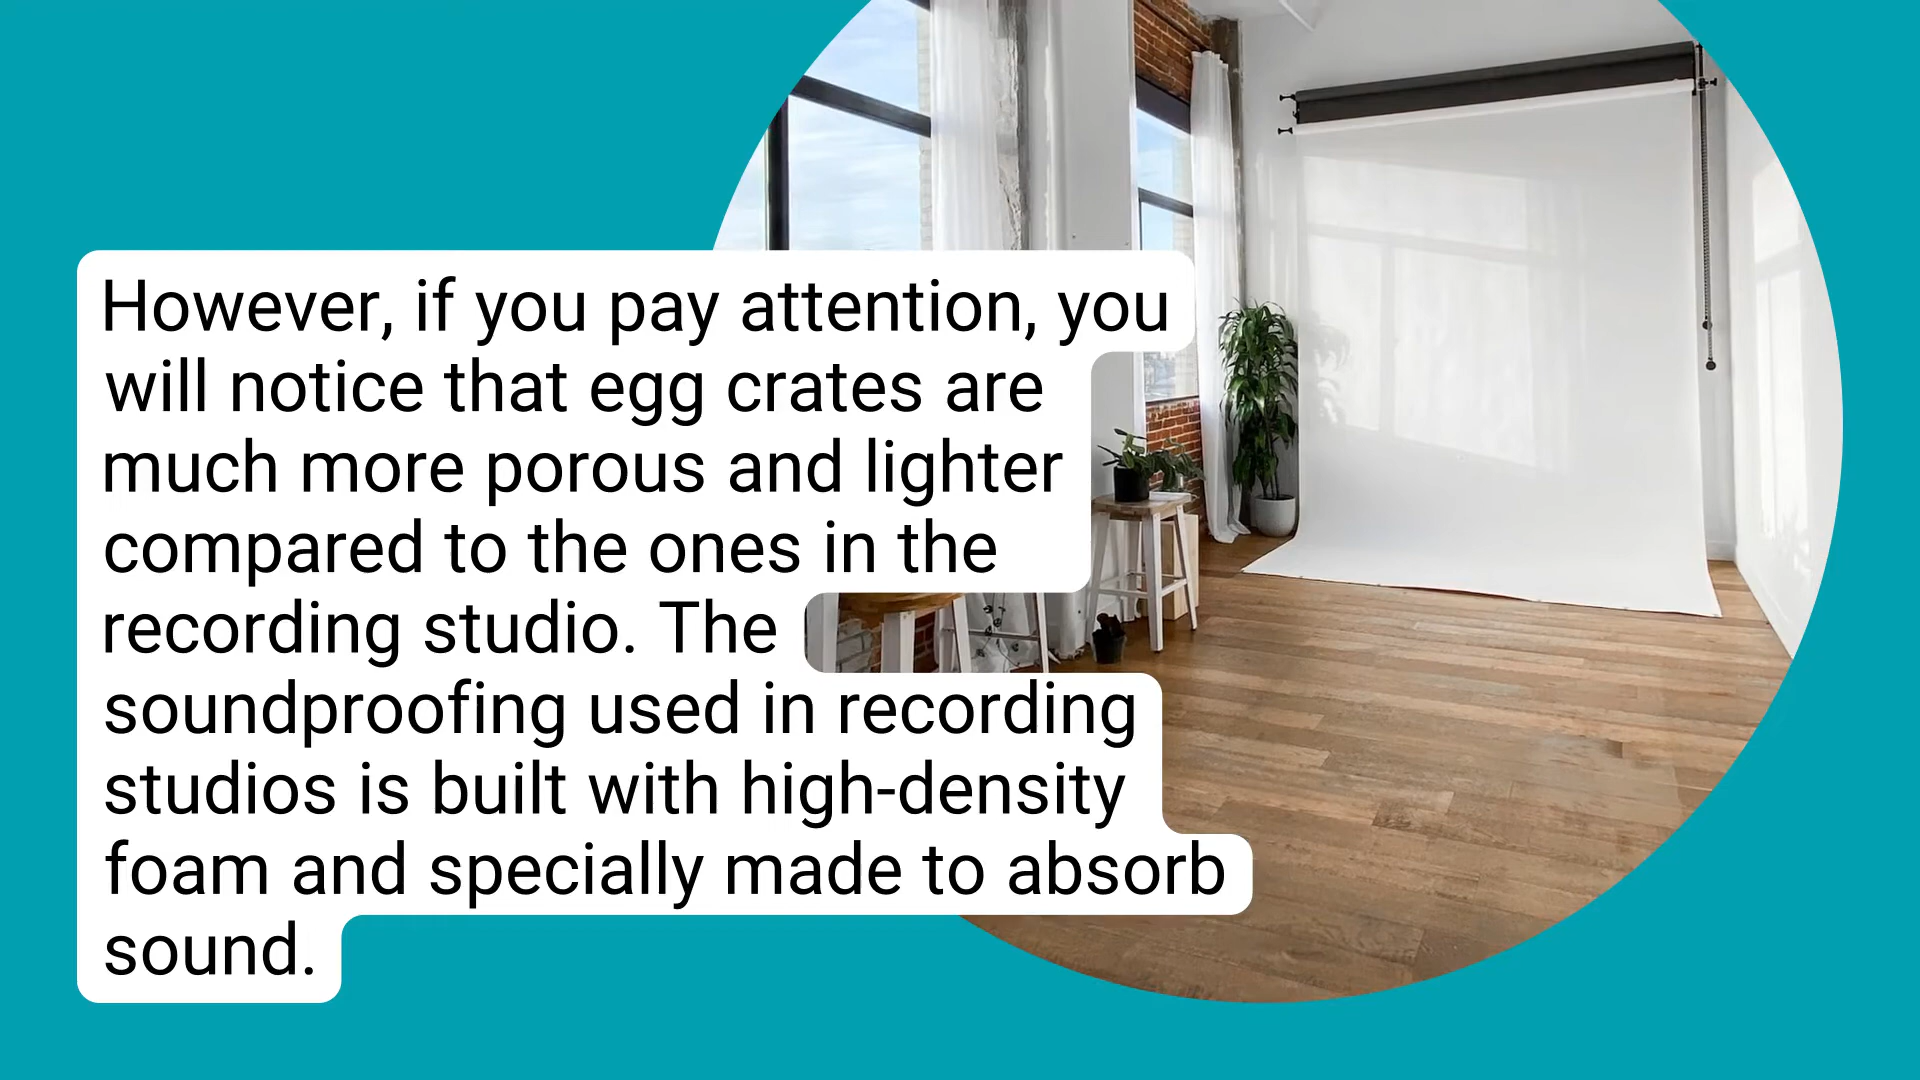 However, if you pay attention, you
will notice that egg crates are
much more porous and lighter
compared to the ones in the
recording studio. The
soundproofing used in recording
studios is built with high-density
foam and specially made to absorb
sound.